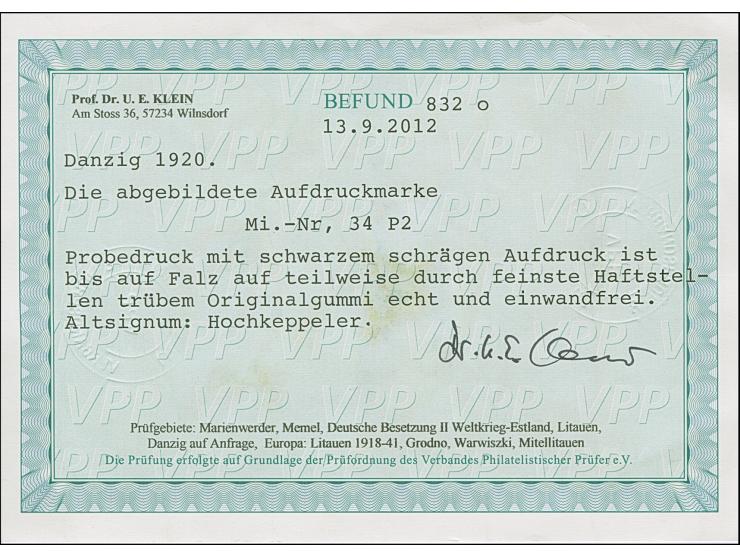 Prof. Dr. U. E. KLEIN
Am Stoss 36, 57234 Wilnsdorf
BEFUND 832 o
13.9.2012
Danzig 1920.
Die abgebildete Aufdruckmarke
Mi.-Nr, 34 P2
Probedruck mit schwarzem schrägen Aufdruck ist
bis auf Falz auf teilweise durch feinste Haftstel-
len trübem Originalgummi echt und einwandfrei.
Altsignum: Hochkeppeler.
Prüfgebiete: Marienwerder, Memel, Deutsche Besetzung II Weltkrieg-Estland, Litauen,
Danzig auf Anfrage, Europa: Litauen 1918-41, Grodno, Warwiszki, Mitellitauen
Die Prüfung erfolgte auf Grundlage der Prüfordnung des Verbandes Philatelistischer Prüfer e.V.